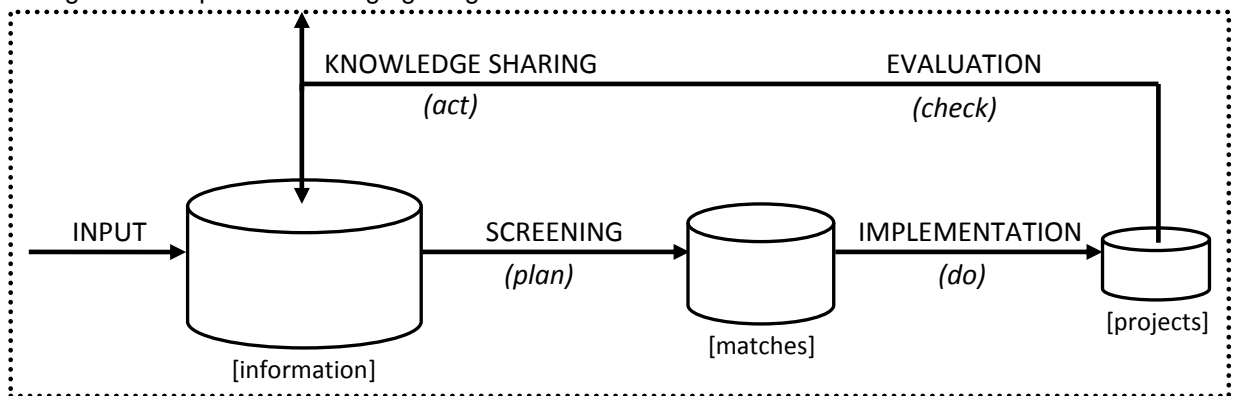 KNOWLEDGE SHARING
EVALUATION
(act)
(check)
INPUT
SCREENING
IMPLEMENTATION
(plan)
(do)
[projects]
[matches]
[information]